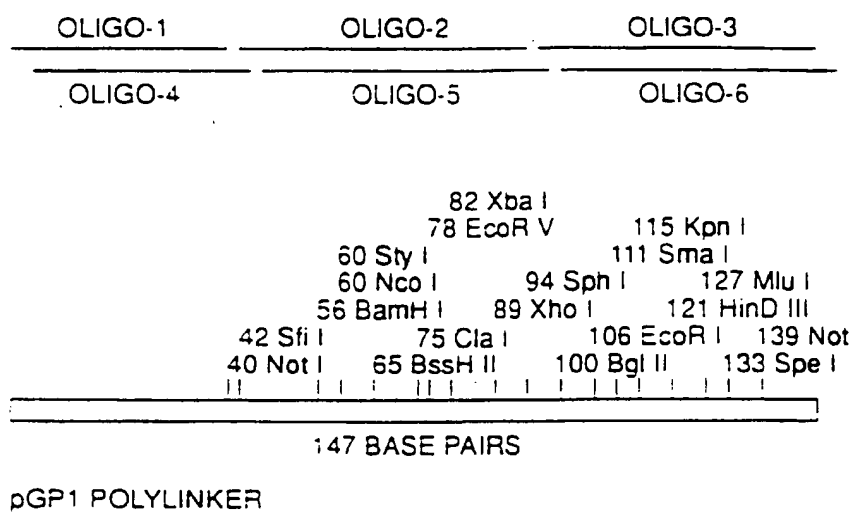 OLIGO-1 OLIGO-2 OLIGO-3
OLIGO-4 OLIGO-5 OLIGO-6
82 Xba I
78 EcoR V 115 Kpn I
60 Sty I 111 Sma I
60 Nco I 94 Sph I 127 Mlu I
56 BamH I 89 Xho I 121 HinD III
42 Sfi I 75 Cla I 106 EcoR I 139 Not
40 Not I 65 BssH II 100 Bgl II 133 Spe I
147 BASE PAIRS
pGP1 POLYLINKER